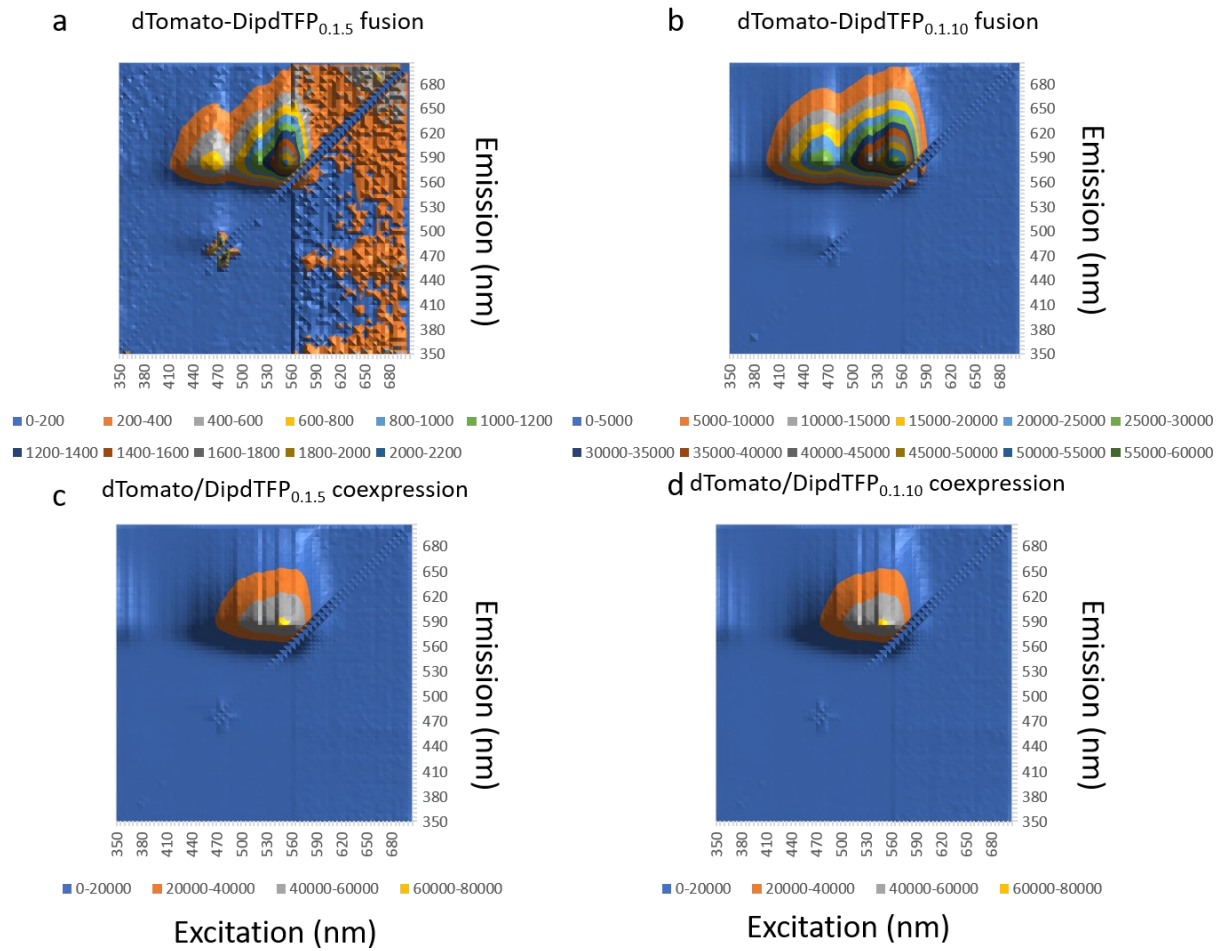 a
dTomato-DipdTFP0.1.5 fusion
680
650
620
590
560
530
500
470
440
410
380
350
Emission (nm)
350 380 410 440 470 500 530 560 590 620 650 680
0-200 200-400 400-600 600-800 800-1000 1000-1200
1200-1400 1400-1600 1600-1800 1800-2000 2000-2200
b
dTomato-DipdTFP0.1.10 fusion
680
650
620
590
560
530
500
470
440
410
380
350
Emission (nm)
350 380 410 440 470 500 530 560 590 620 650 680
0-5000 5000-10000 10000-15000 15000-20000 20000-25000 25000-30000
30000-35000 35000-40000 40000-45000 45000-50000 50000-55000 55000-60000
c
dTomato/DipdTFP0.1.5 coexpression
680
650
620
590
560
530
500
470
440
410
380
350
Emission (nm)
350 380 410 440 470 500 530 560 590 620 650 680
0-20000 20000-40000 40000-60000 60000-80000
Excitation (nm)
d
dTomato/DipdTFP0.1.10 coexpression
680
650
620
590
560
530
500
470
440
410
380
350
Emission (nm)
350 380 410 440 470 500 530 560 590 620 650 680
0-20000 20000-40000 40000-60000 60000-80000
Excitation (nm)